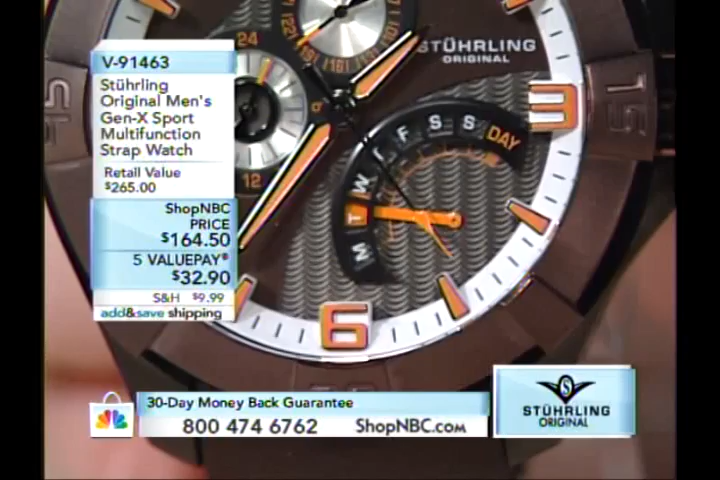 V-91463
Stührling
Original Men's
Gen-X Sport
Multifunction
Strap Watch
Retail Value
$265.00
ShopNBC
PRICE
$164.50
5 VALUEPAY®
$32.90
S&H $9.99
add&save shipping
24
12
STÜHRLING
ORIGINAL
3
15
45
M T W T F S S DAY
6
30-Day Money Back Guarantee
800 474 6762 ShopNBC.com
S
STÜHRLING
ORIGINAL